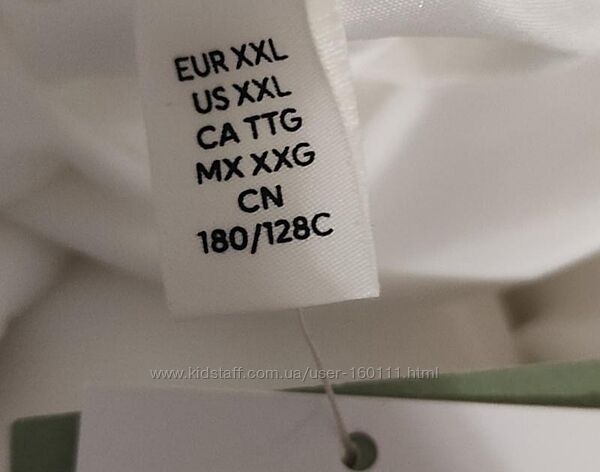 EUR XXL
US XXL
CA TTG
MX XXG
CN
180/128C
www.kidstaff.com.ua/user-160111.html